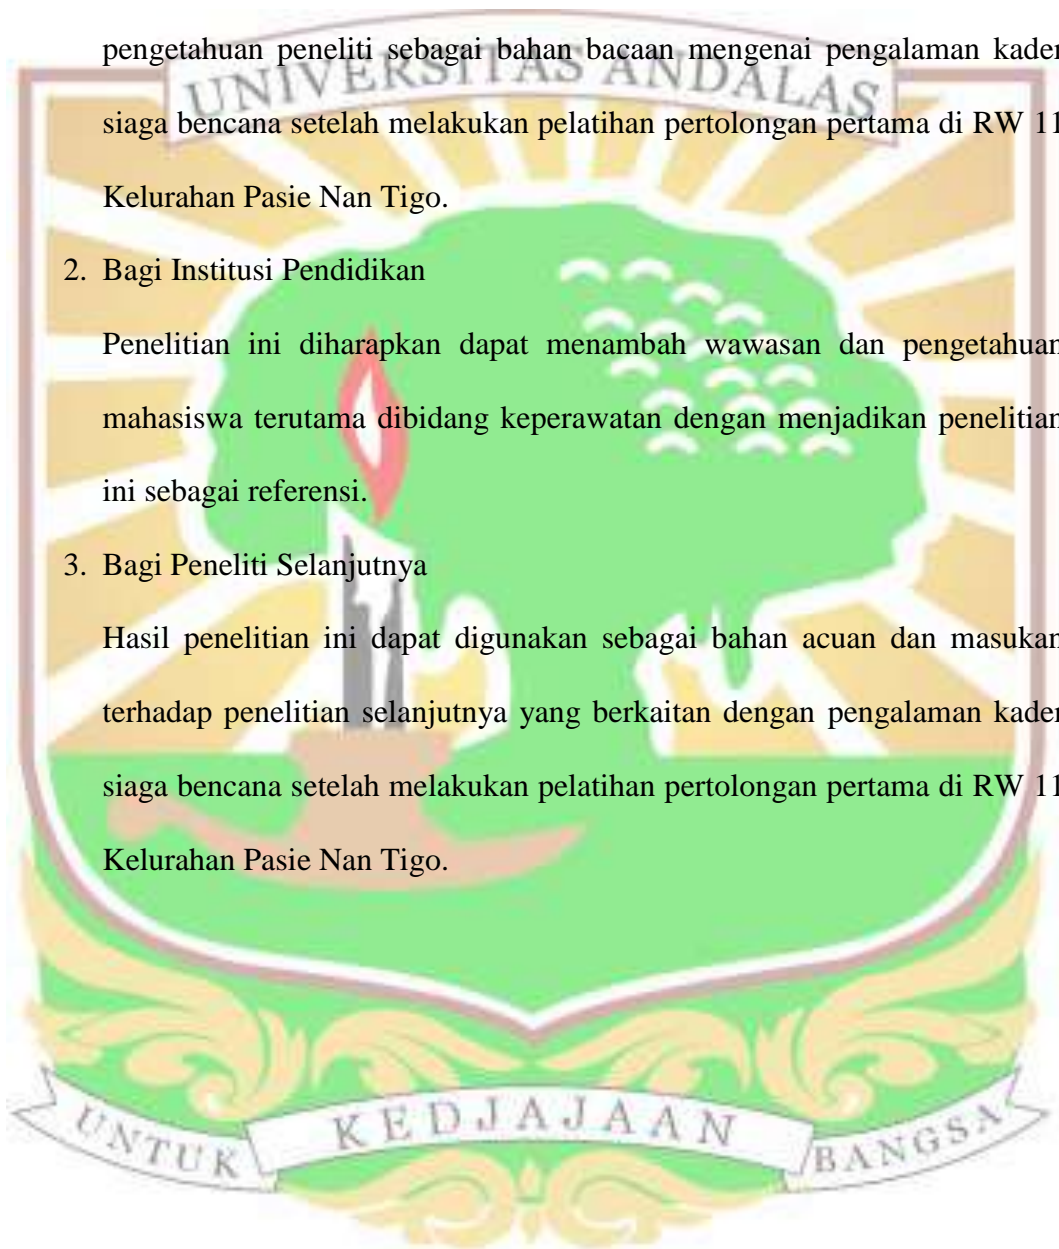 pengetahuan peneliti sebagai bahan bacaan mengenai pengalaman kader
UNIVERSITAS ANDALAS
siaga bencana setelah melakukan pelatihan pertolongan pertama di RW 11
Kelurahan Pasie Nan Tigo.
2. Bagi Institusi Pendidikan
Penelitian ini diharapkan dapat menambah wawasan dan pengetahuan
mahasiswa terutama dibidang keperawatan dengan menjadikan penelitian
ini sebagai referensi.
3. Bagi Peneliti Selanjutnya
Hasil penelitian ini dapat digunakan sebagai bahan acuan dan masukan
terhadap penelitian selanjutnya yang berkaitan dengan pengalaman kader
siaga bencana setelah melakukan pelatihan pertolongan pertama di RW 11
Kelurahan Pasie Nan Tigo.
UNTUK KEDJAJAAN BANGSA